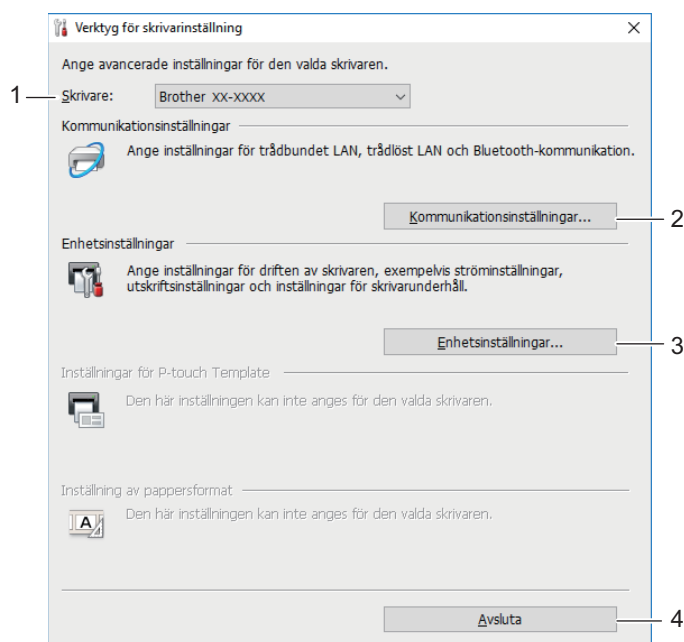 Verktyg för skrivarinställning
Ange avancerade inställningar för den valda skrivaren.
1 Skrivare: Brother XX-XXXX
Kommunikationsinställningar
Ange inställningar för trådbundet LAN, trådlöst LAN och Bluetooth-kommunikation.
Kommunikationsinställningar... 2
Enhetsinställningar
Ange inställningar för driften av skrivaren, exempelvis ströminställningar,
utskriftsinställningar och inställningar för skrivarunderhåll.
Enhetsinställningar... 3
Inställningar för P-touch Template
Den här inställningen kan inte anges för den valda skrivaren.
Inställning av pappersformat
A Den här inställningen kan inte anges för den valda skrivaren.
Avsluta 4